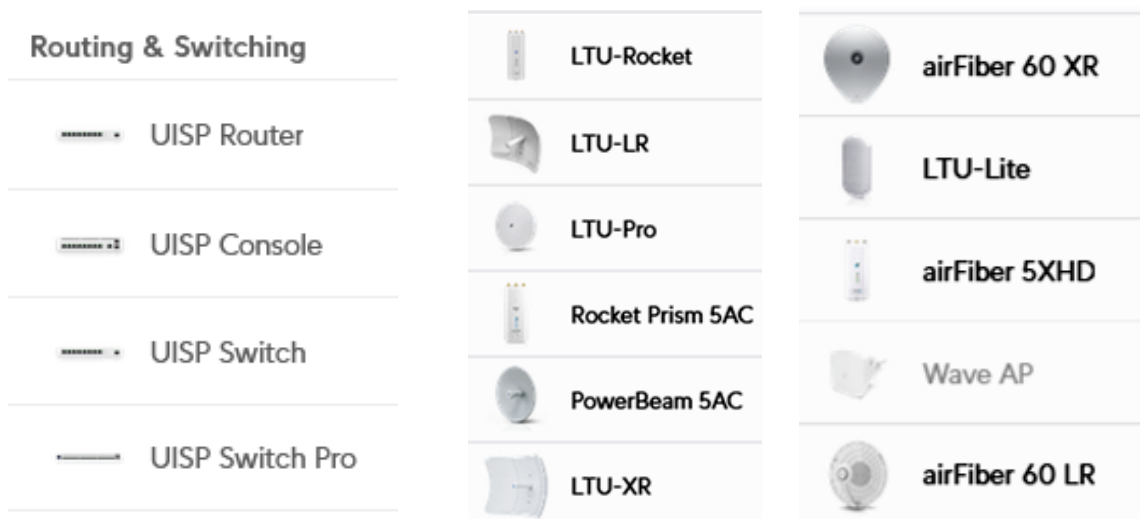 Routing & Switching
UISP Router
UISP Console
UISP Switch
UISP Switch Pro
LTU-Rocket
LTU-LR
LTU-Pro
Rocket Prism 5AC
PowerBeam 5AC
LTU-XR
airFiber 60 XR
LTU-Lite
airFiber 5XHD
Wave AP
airFiber 60 LR